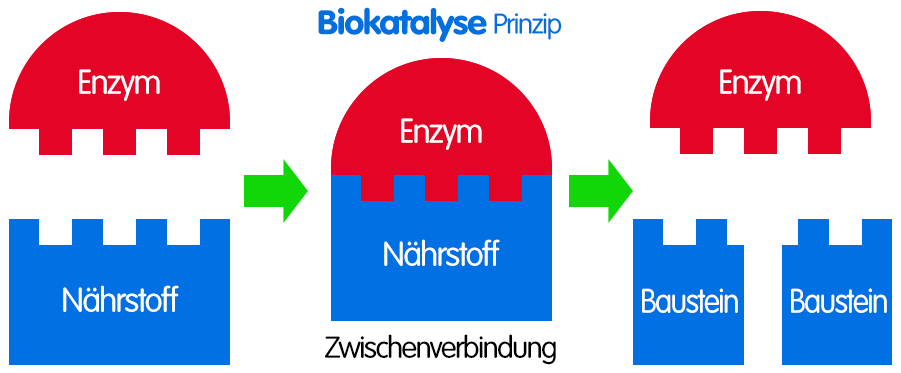 Biokatalyse Prinzip
Enzym
Nährstoff
Enzym
Nährstoff
Zwischenverbindung
Enzym
Baustein
Baustein